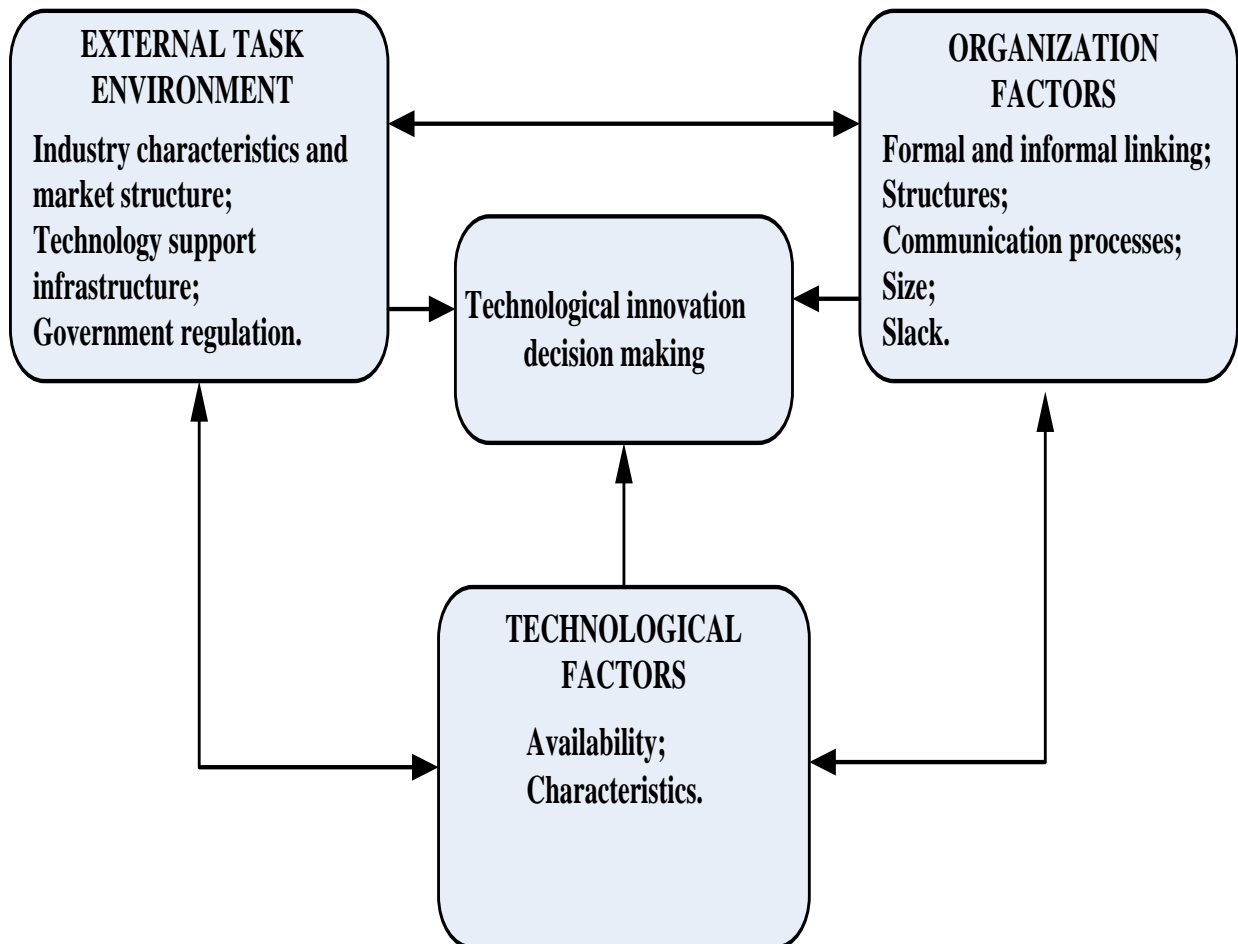 EXTERNAL TASK
ENVIRONMENT
Industry characteristics and
market structure;
Technology support
infrastructure;
Government regulation.
ORGANIZATION
FACTORS
Formal and informal linking;
Structures;
Communication processes;
Size;
Slack.
Technological innovation
decision making
TECHNOLOGICAL
FACTORS
Availability;
Characteristics.